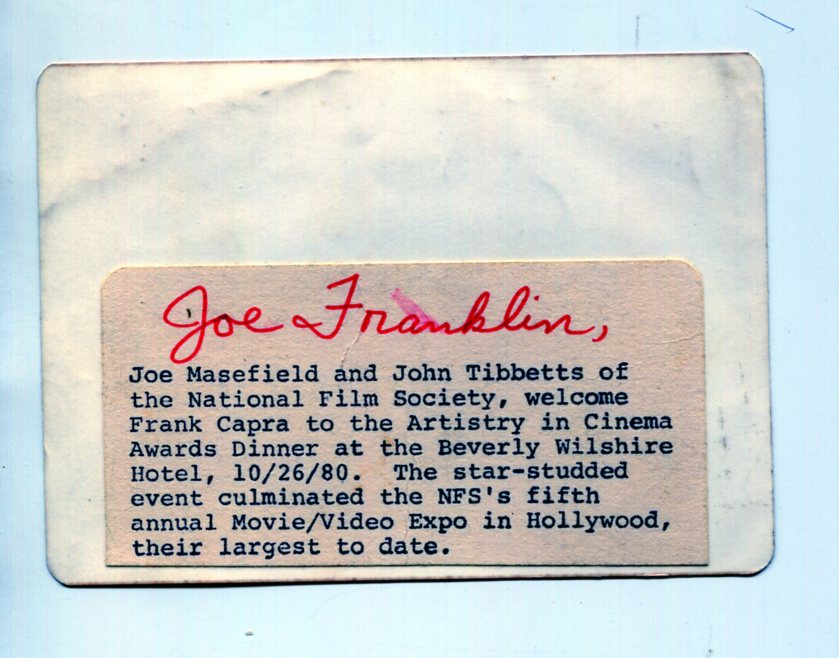 Joe Franklin,
Joe Masefield and John Tibbetts of
the National Film Society, welcome
Frank Capra to the Artistry in Cinema
Awards Dinner at the Beverly Wilshire
Hotel, 10/26/80.  The star-studded
event culminated the NFS's fifth
annual Movie/Video Expo in Hollywood,
their largest to date.